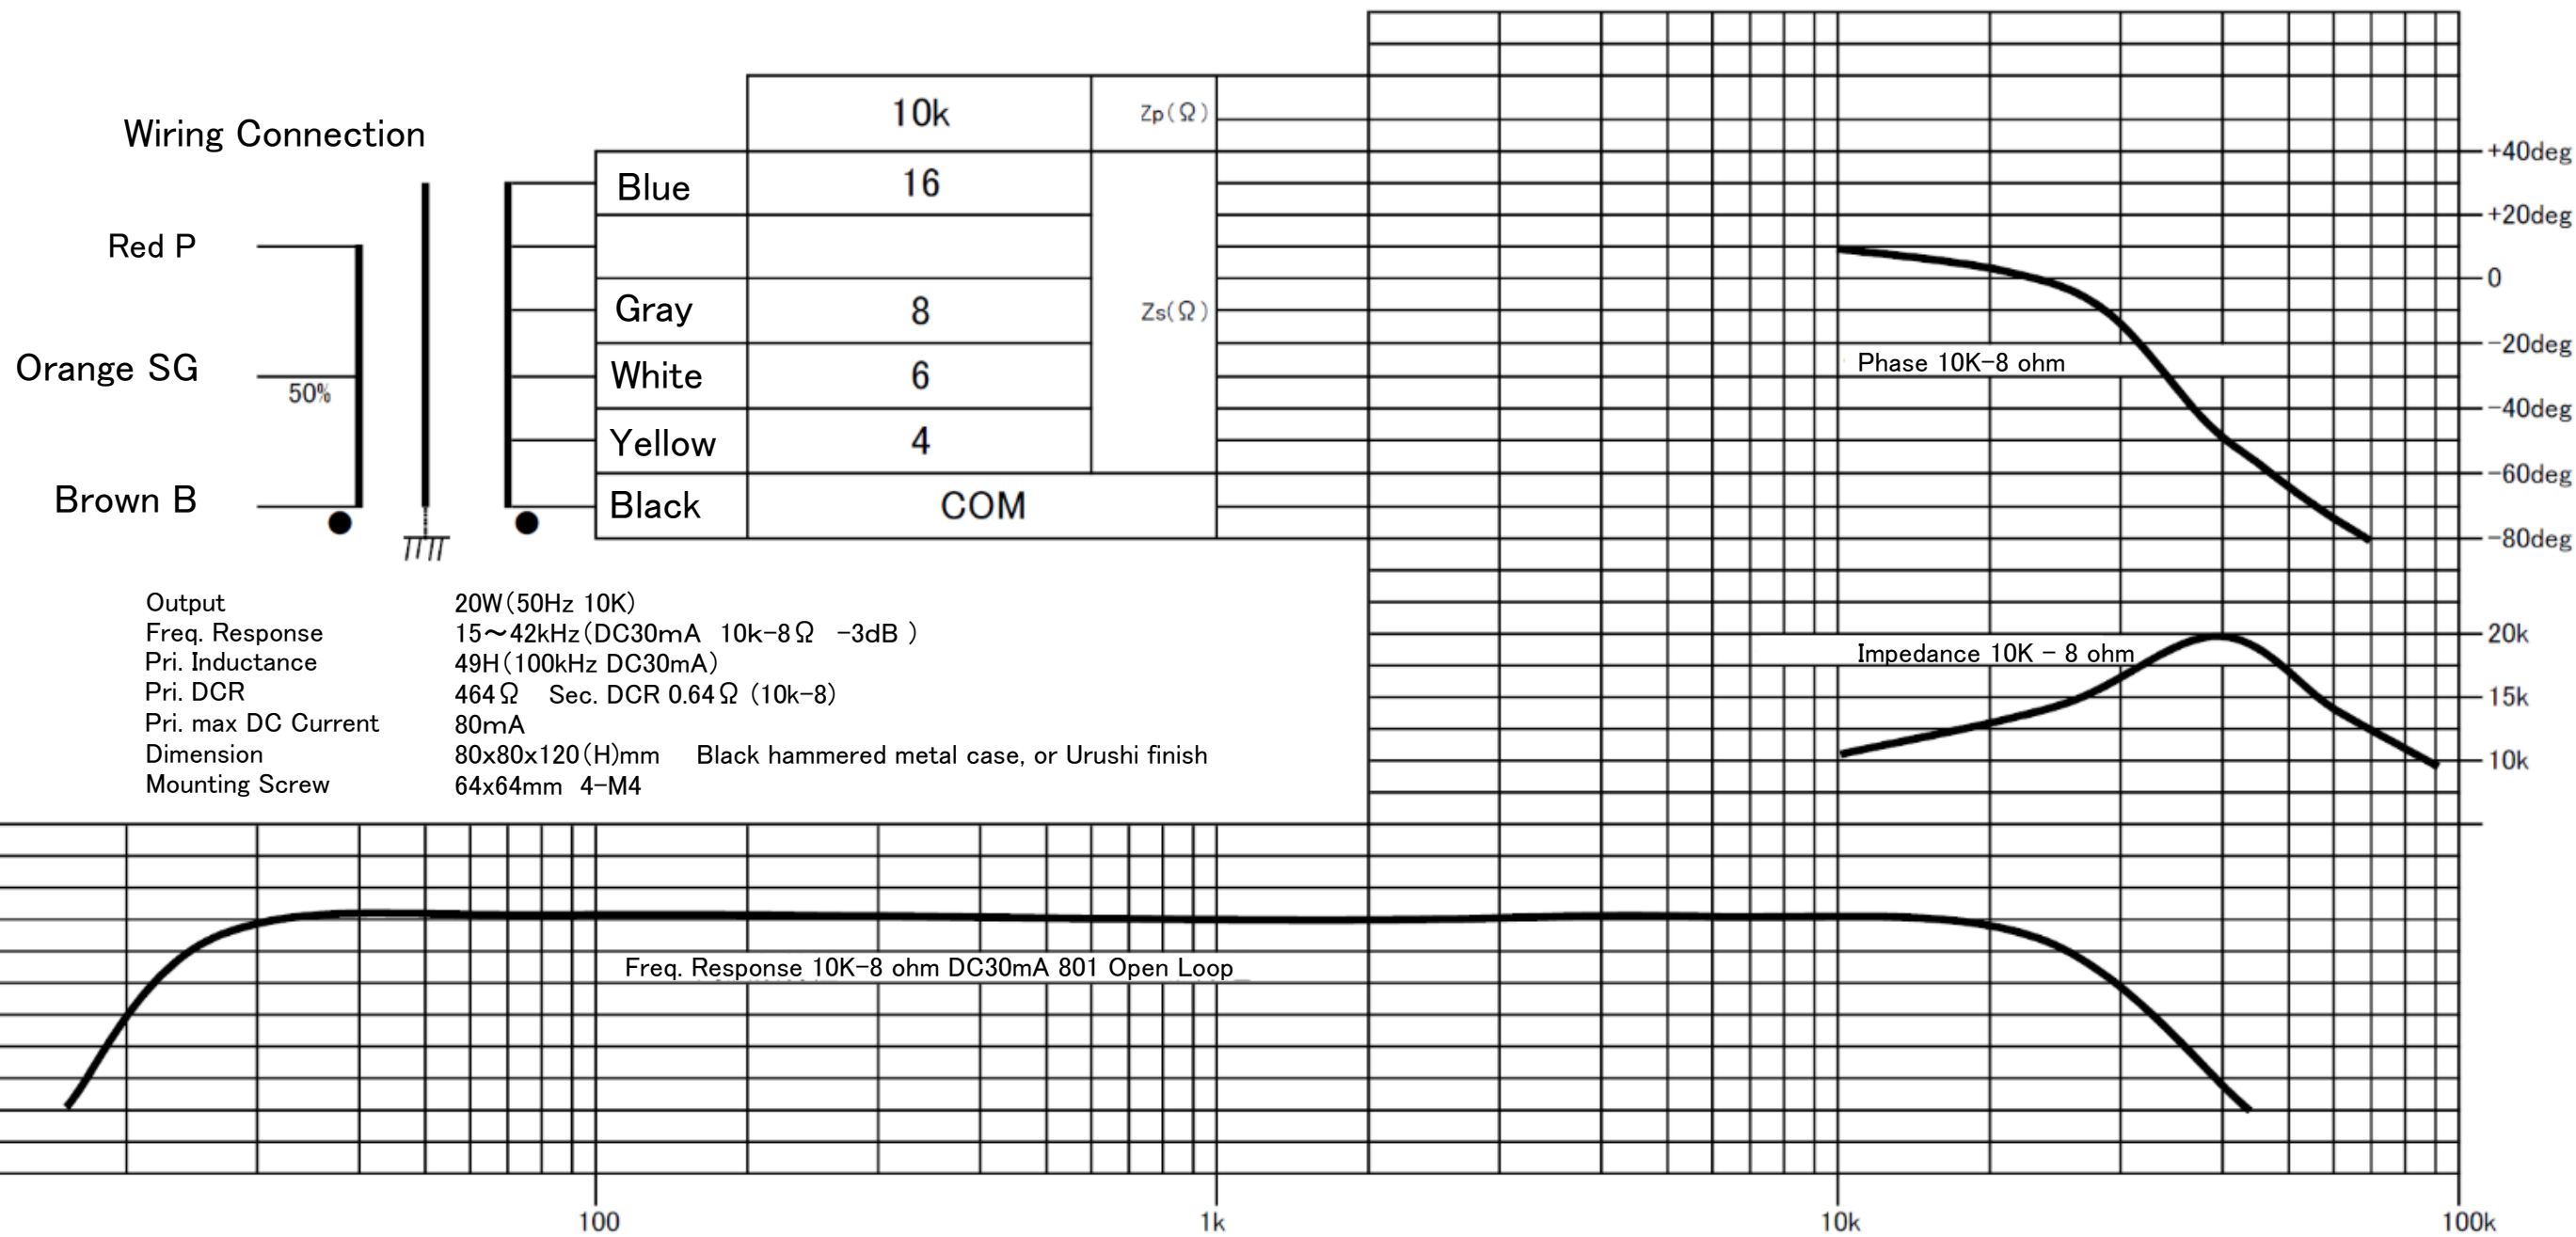 Wiring Connection
Red P
Orange SG
50%
Brown B
10k Zp(Ω)
Blue 16
Gray 8 Zs(Ω)
White 6
Yellow 4
Black COM
+40deg
+20deg
0
-20deg
-40deg
-60deg
-80deg
Phase 10K-8 ohm
20k
15k
10k
Impedance 10K - 8 ohm
Output 20W(50Hz 10K)
Freq. Response 15～42kHz(DC30mA 10k-8Ω -3dB )
Pri. Inductance 49H(100kHz DC30mA)
Pri. DCR 464Ω Sec. DCR 0.64Ω (10k-8)
Pri. max DC Current 80mA
Dimension 80x80x120(H)mm Black hammered metal case, or Urushi finish
Mounting Screw 64x64mm 4-M4
Freq. Response 10K-8 ohm DC30mA 801 Open Loop
100 1k 10k 100k